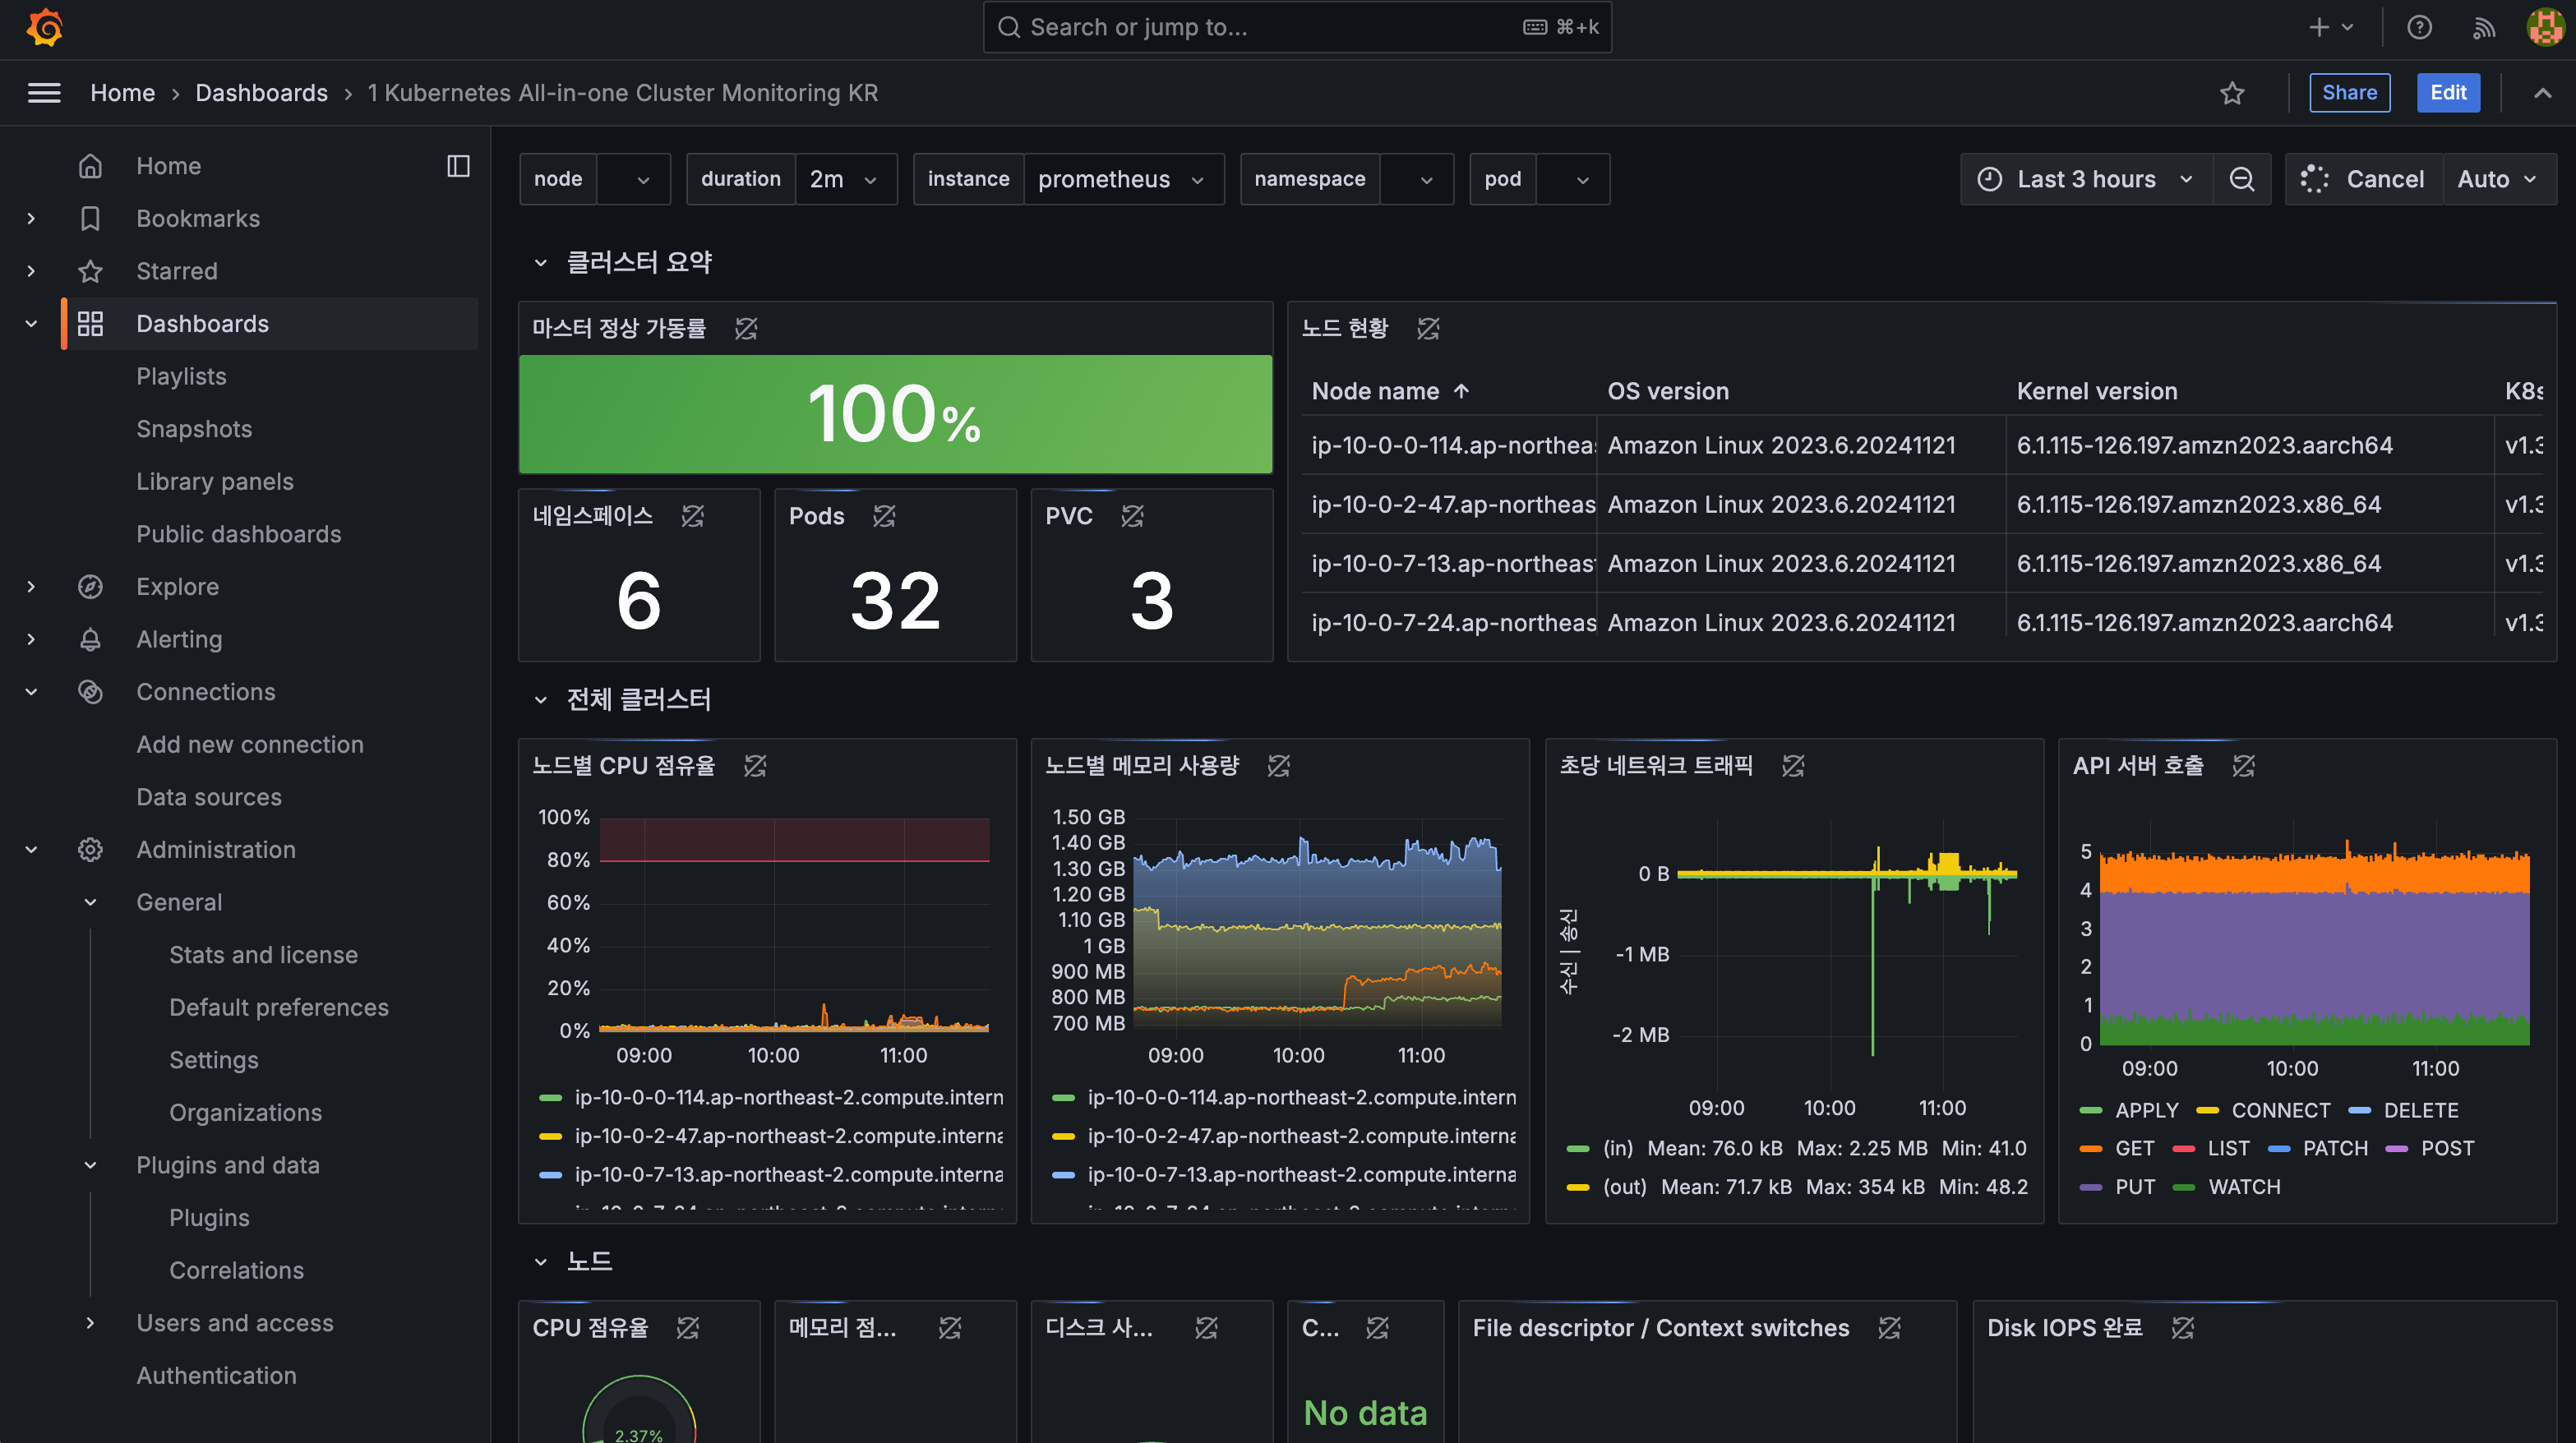 Search or jump to... ⌘+k
Home › Dashboards › 1 Kubernetes All-in-one Cluster Monitoring KR
Share
Edit
Home
Bookmarks
Starred
Dashboards
Playlists
Snapshots
Library panels
Public dashboards
Explore
Alerting
Connections
Add new connection
Data sources
Administration
General
Stats and license
Default preferences
Settings
Organizations
Plugins and data
Plugins
Correlations
Users and access
Authentication
node
duration 2m
instance prometheus
namespace
pod
Last 3 hours
Cancel
Auto
클러스터 요약
마스터 정상 가동률
100%
네임스페이스
6
Pods
32
PVC
3
노드 현황
Node name OS version Kernel version K8s
ip-10-0-0-114.ap-northeas Amazon Linux 2023.6.20241121 6.1.115-126.197.amzn2023.aarch64 v1.3
ip-10-0-2-47.ap-northeas Amazon Linux 2023.6.20241121 6.1.115-126.197.amzn2023.x86_64 v1.3
ip-10-0-7-13.ap-northeast Amazon Linux 2023.6.20241121 6.1.115-126.197.amzn2023.x86_64 v1.3
ip-10-0-7-24.ap-northeas Amazon Linux 2023.6.20241121 6.1.115-126.197.amzn2023.aarch64 v1.3
전체 클러스터
노드별 CPU 점유율
100%
80%
60%
40%
20%
0%
09:00 10:00 11:00
ip-10-0-0-114.ap-northeast-2.compute.intern
ip-10-0-2-47.ap-northeast-2.compute.interna
ip-10-0-7-13.ap-northeast-2.compute.interna
노드별 메모리 사용량
1.50 GB
1.40 GB
1.30 GB
1.20 GB
1.10 GB
1 GB
900 MB
800 MB
700 MB
09:00 10:00 11:00
ip-10-0-0-114.ap-northeast-2.compute.intern
ip-10-0-2-47.ap-northeast-2.compute.interna
ip-10-0-7-13.ap-northeast-2.compute.interna
초당 네트워크 트래픽
수신 | 송신
0 B
-1 MB
-2 MB
09:00 10:00 11:00
(in) Mean: 76.0 kB Max: 2.25 MB Min: 41.0
(out) Mean: 71.7 kB Max: 354 kB Min: 48.2
API 서버 호출
5
4
3
2
1
0
09:00 10:00 11:00
APPLY CONNECT DELETE
GET LIST PATCH POST
PUT WATCH
노드
CPU 점유율
2.37%
메모리 점...
디스크 사...
C...
No data
File descriptor / Context switches
Disk IOPS 완료